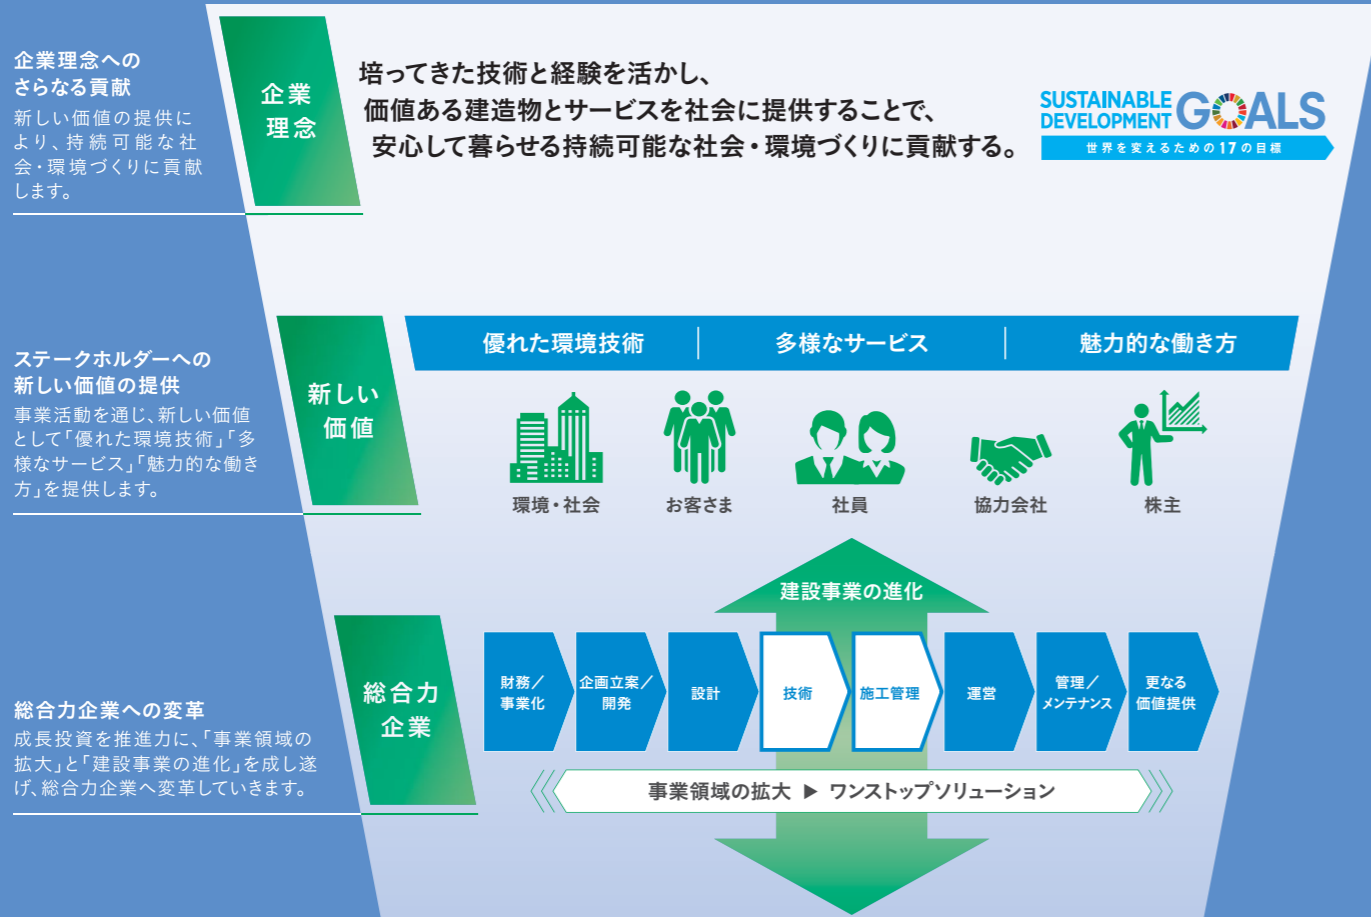 企業理念への
さらなる貢献
新しい価値の提供に
より、持続可能な社
会・環境づくりに貢献
します。
企業
理念
培ってきた技術と経験を活かし、
価値ある建造物とサービスを社会に提供することで、
安心して暮らせる持続可能な社会・環境づくりに貢献する。
SUSTAINABLE
DEVELOPMENT
GOALS
世界を変えるための17の目標
ステークホルダーへの
新しい価値の提供
事業活動を通じ、新しい価値
として「優れた環境技術」「多
様なサービス」「魅力的な働き
方」を提供します。
新しい
価値
優れた環境技術
多様なサービス
魅力的な働き方
環境・社会
お客さま
社員
協力会社
株主
総合力企業への変革
成長投資を推進力に、「事業領域の
拡大」と「建設事業の進化」を成し遂
げ、総合力企業へ変革していきます。
総合力
企業
建設事業の進化
財務／
事業化
企画立案／
開発
設計
技術
施工管理
運営
管理／
メンテナンス
更なる
価値提供
事業領域の拡大 ▶ ワンストップソリューション